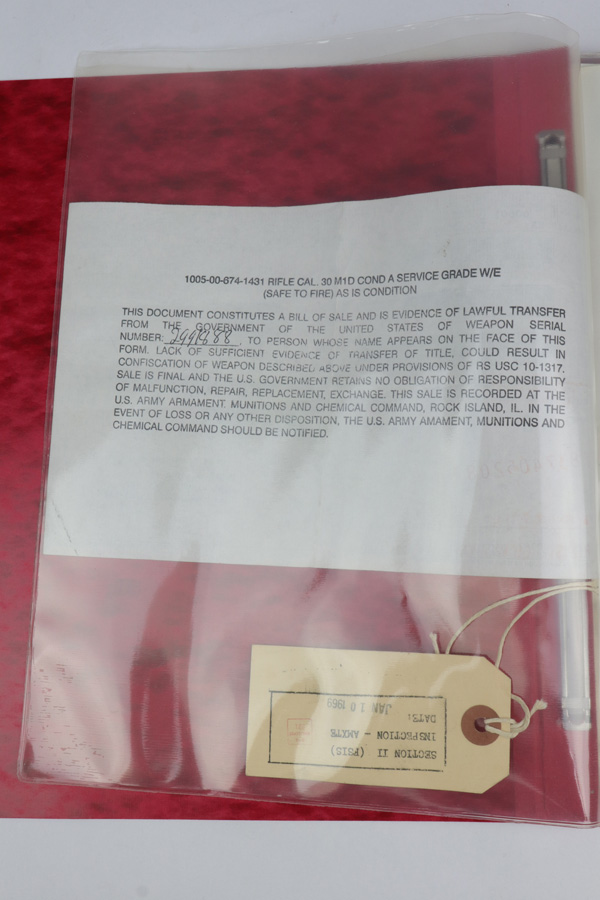 1005-00-674-1431 RIFLE CAL. 30 M1D COND A SERVICE GRADE W/E
(SAFE TO FIRE) AS IS CONDITION
THIS DOCUMENT CONSTITUTES A BILL OF SALE AND IS EVIDENCE OF LAWFUL TRANSFER
FROM THE GOVERNMENT OF THE UNITED STATES OF WEAPON SERIAL
NUMBER: , TO PERSON WHOSE NAME APPEARS ON THE FACE OF THIS
FORM. LACK OF SUFFICIENT EVIDENCE OF TRANSFER OF TITLE, COULD RESULT IN
CONFISCATION OF WEAPON DESCRIBED ABOVE UNDER PROVISIONS OF RS USC 10-1317.
SALE IS FINAL AND THE U.S. GOVERNMENT RETAINS NO OBLIGATION OF RESPONSIBILITY
OF MALFUNCTION, REPAIR, REPLACEMENT, EXCHANGE. THIS SALE IS RECORDED AT THE
U.S. ARMY ARMAMENT. MUNITIONS AND CHEMICAL COMMAND, ROCK ISLAND, IL. IN THE
EVENT OF LOSS OR ANY OTHER DISPOSITION, THE U.S. ARMY AMAMENT, MUNITIONS AND
CHEMICAL COMMAND SHOULD BE NOTIFIED.
SECTION II (PSIS)
INSPECTION - AMXTB
DATE:
JAN 10 1969